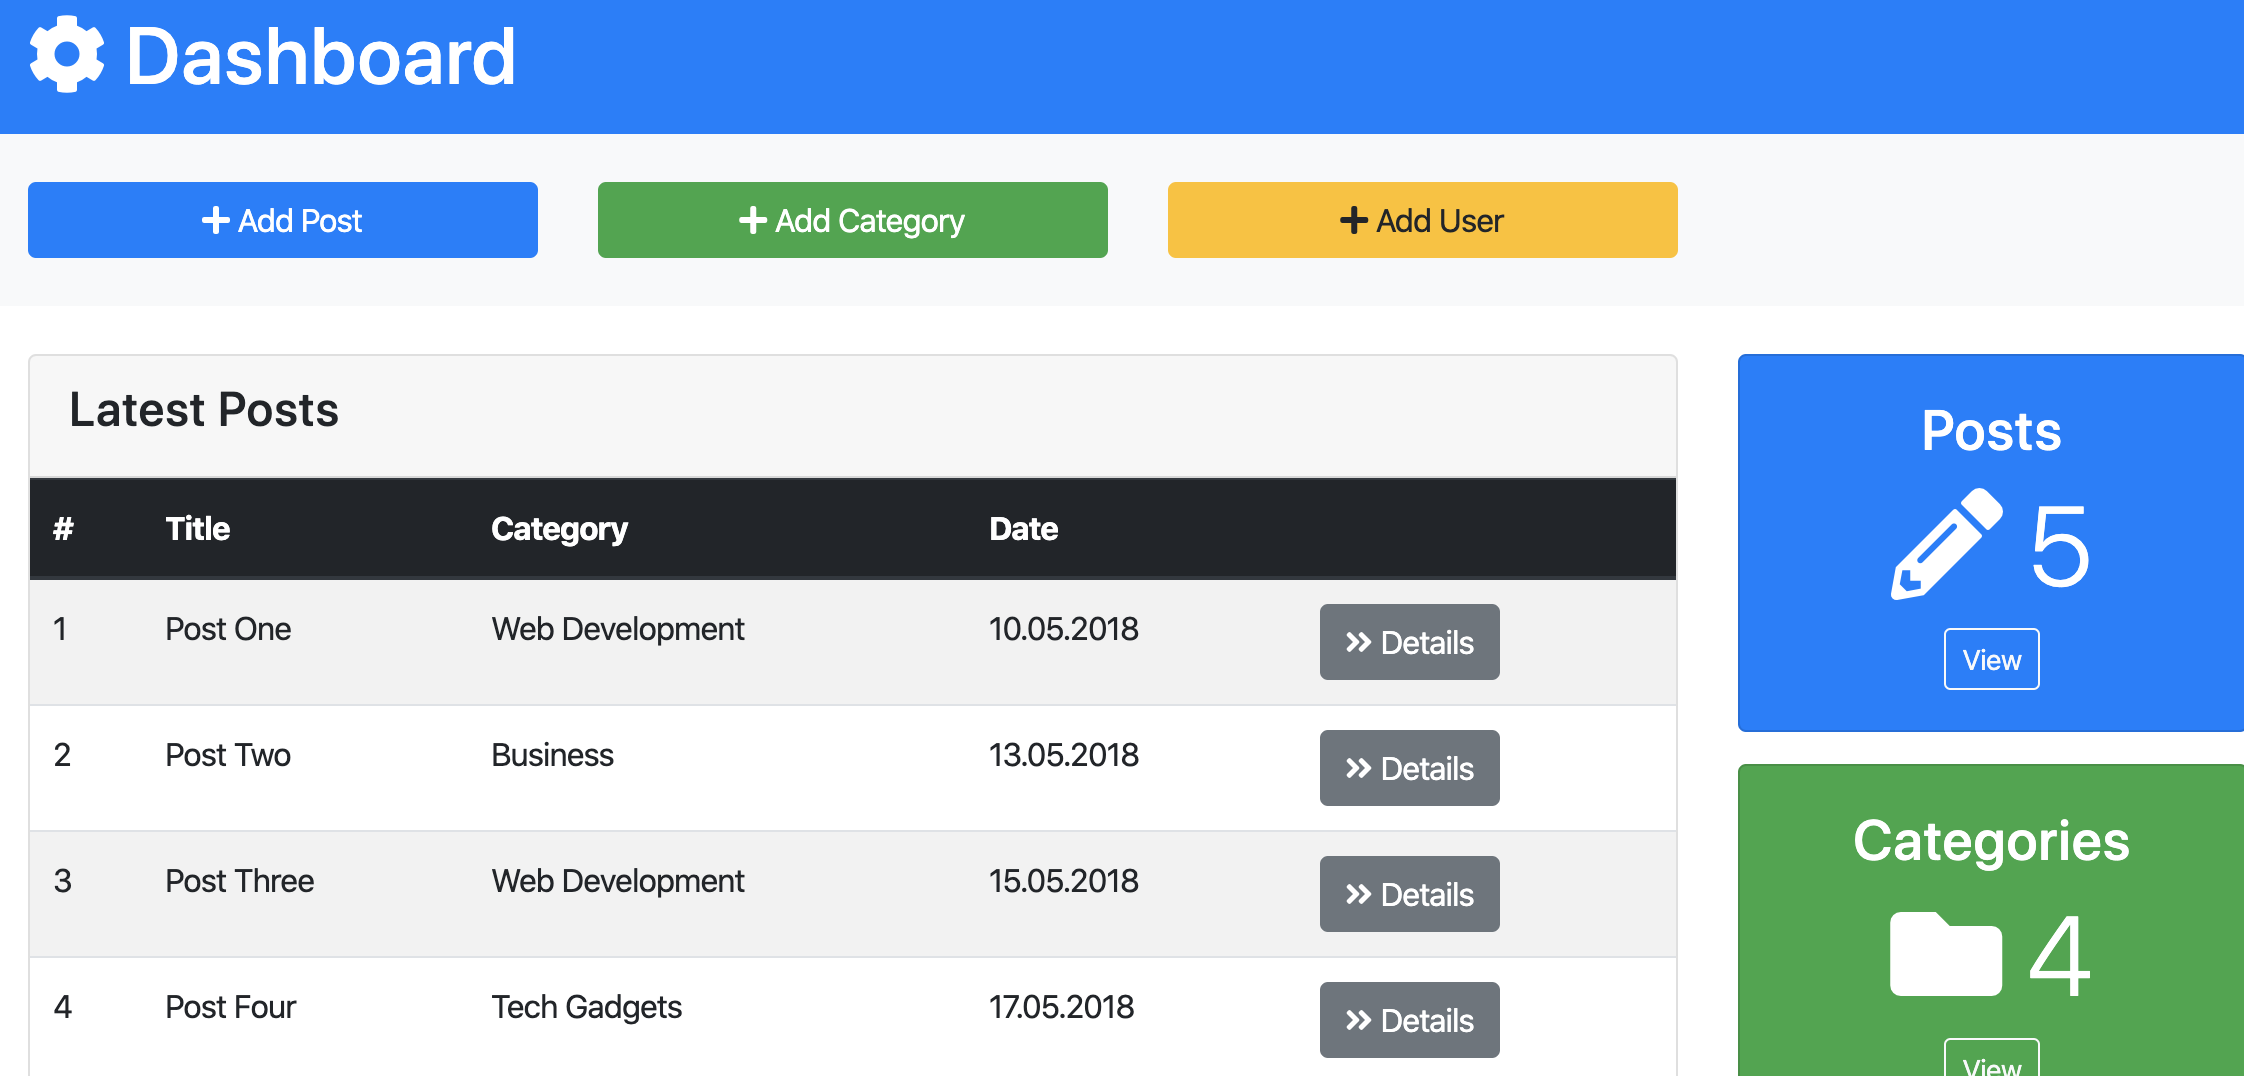 Dashboard
Add Post
Add Category
Add User
Latest Posts
# Title Category Date
1 Post One Web Development 10.05.2018 Details
2 Post Two Business 13.05.2018 Details
3 Post Three Web Development 15.05.2018 Details
4 Post Four Tech Gadgets 17.05.2018 Details
Posts
5
View
Categories
4
View